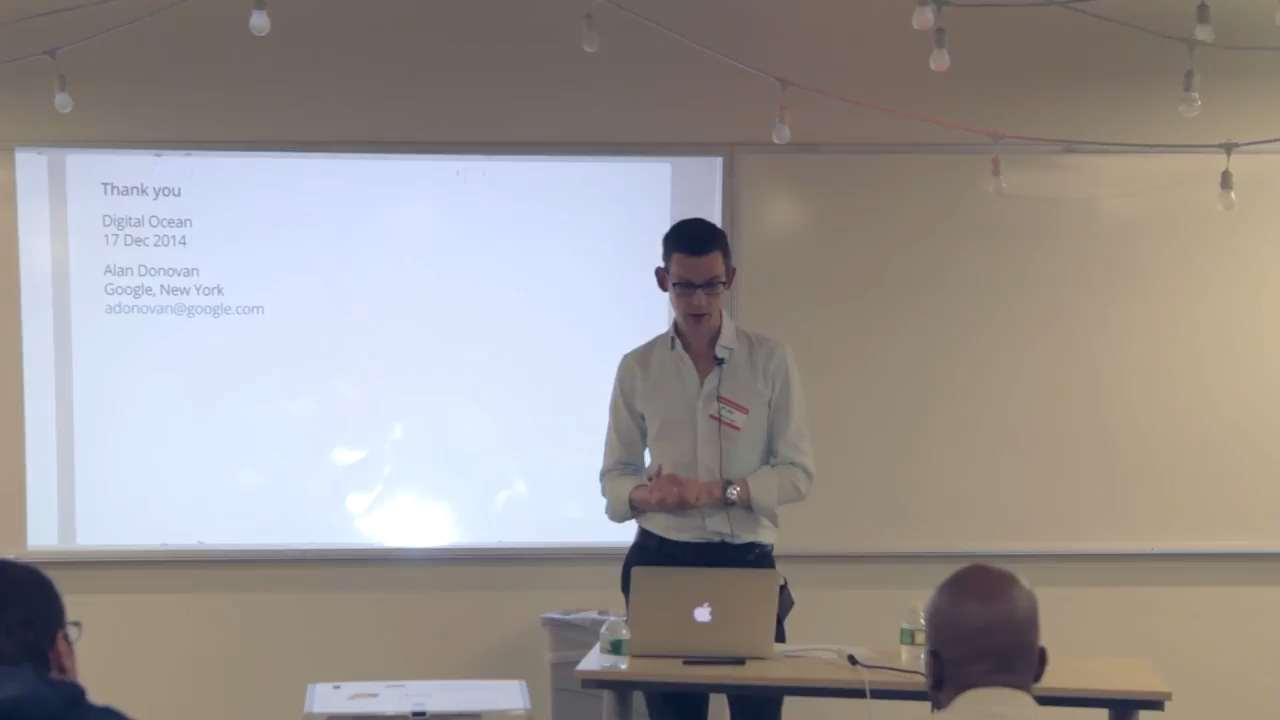 Thank you
Digital Ocean
17 Dec 2014
Alan Donovan
Google, New York
adonovan@google.com